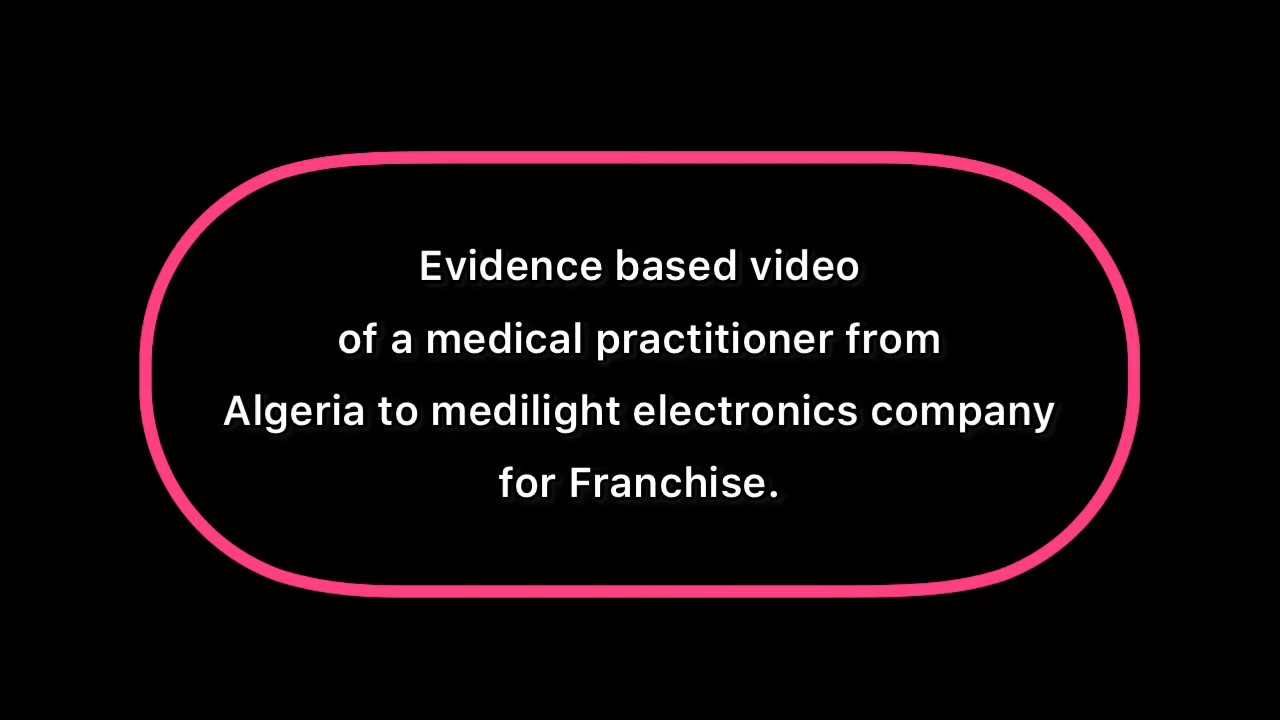 Evidence based video
of a medical practitioner from
Algeria to medilight electronics company
for Franchise.